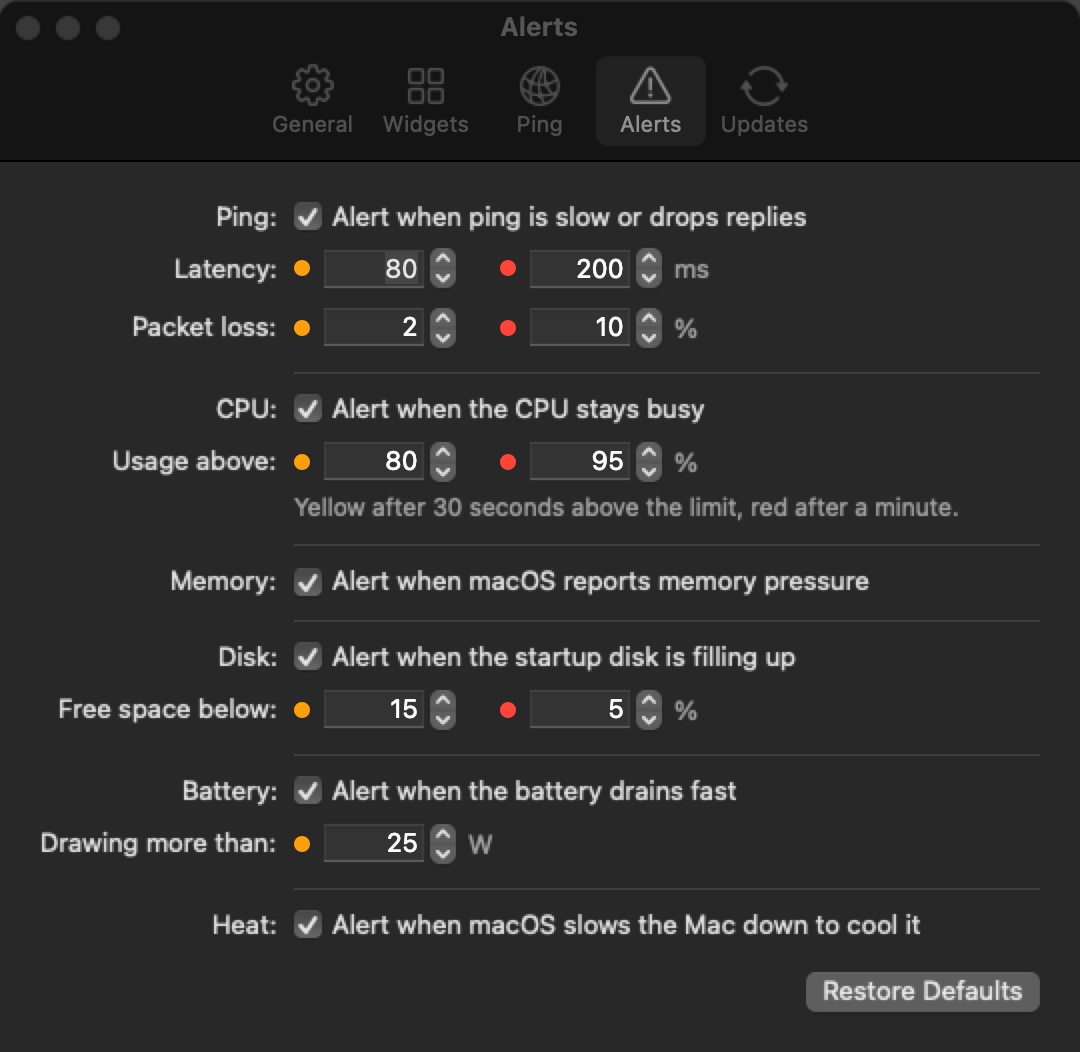 Alerts
General Widgets Ping Alerts Updates
Ping: Alert when ping is slow or drops replies
Latency: 80 200 ms
Packet loss: 2 10 %
CPU: Alert when the CPU stays busy
Usage above: 80 95 %
Yellow after 30 seconds above the limit, red after a minute.
Memory: Alert when macOS reports memory pressure
Disk: Alert when the startup disk is filling up
Free space below: 15 5 %
Battery: Alert when the battery drains fast
Drawing more than: 25 W
Heat: Alert when macOS slows the Mac down to cool it
Restore Defaults